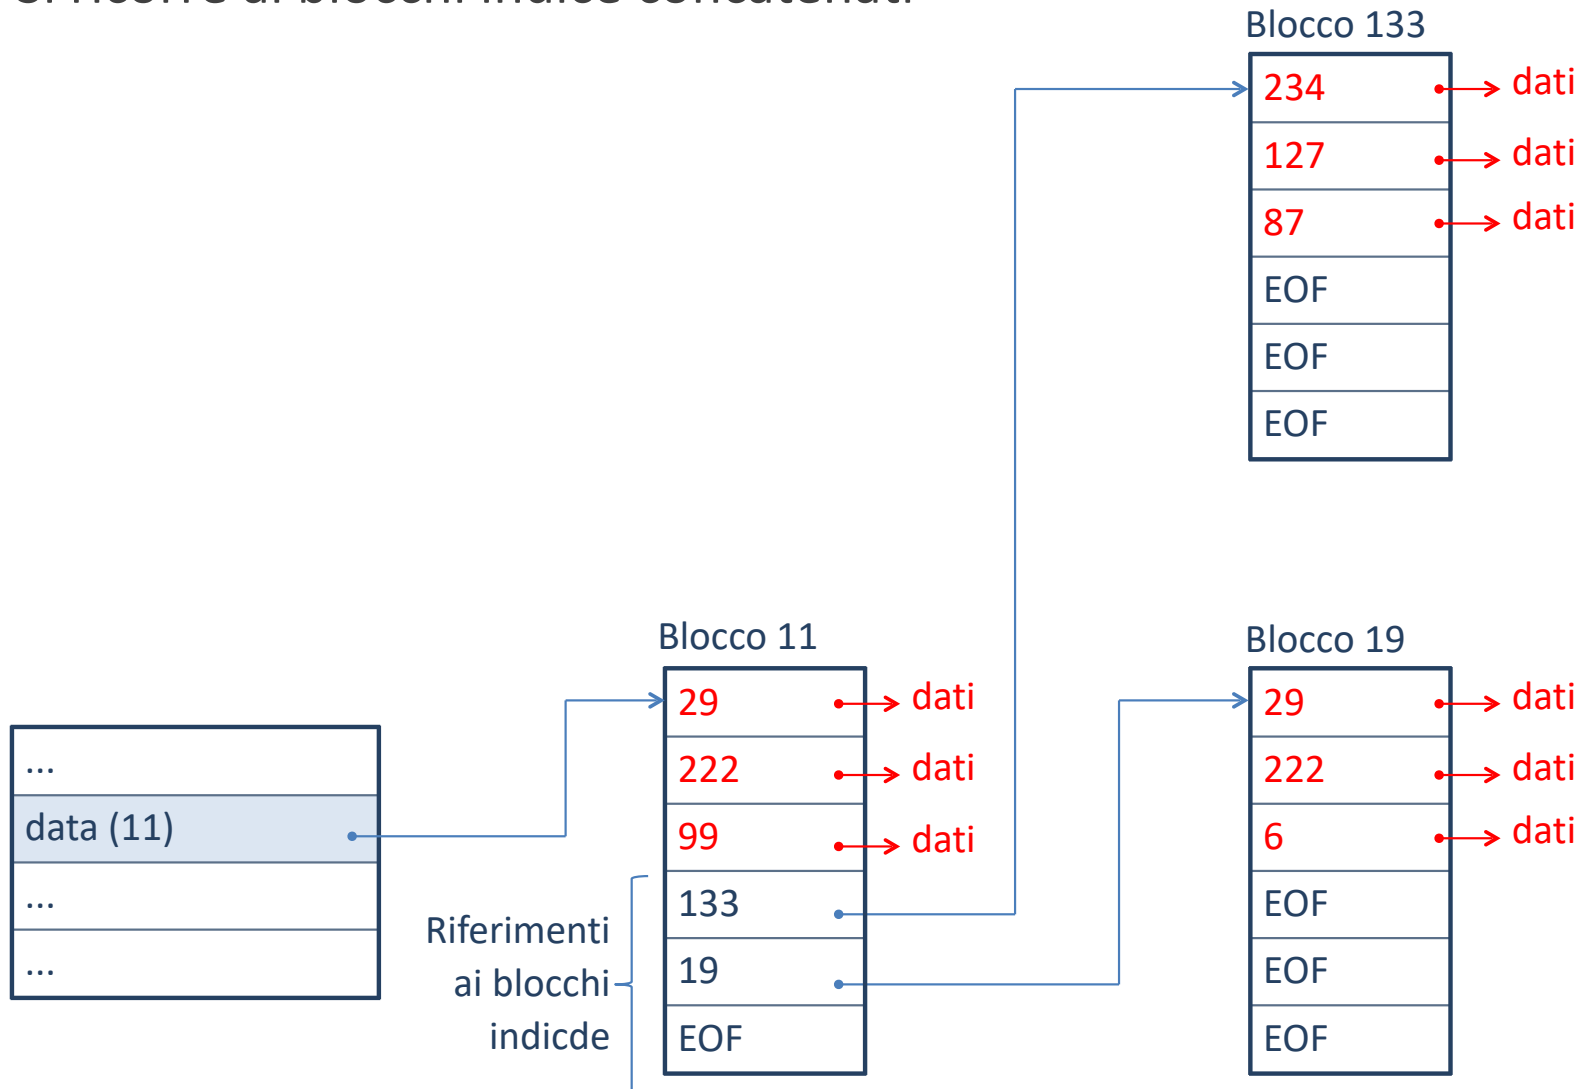 Blocco 133
234 dati
127 dati
87 dati
EOF
EOF
EOF
Blocco 11
29 dati
222 dati
99 dati
133
19
EOF
Blocco 19
29 dati
222 dati
6 dati
EOF
EOF
EOF
...
data (11)
...
...
Riferimenti
ai blocchi
indicde